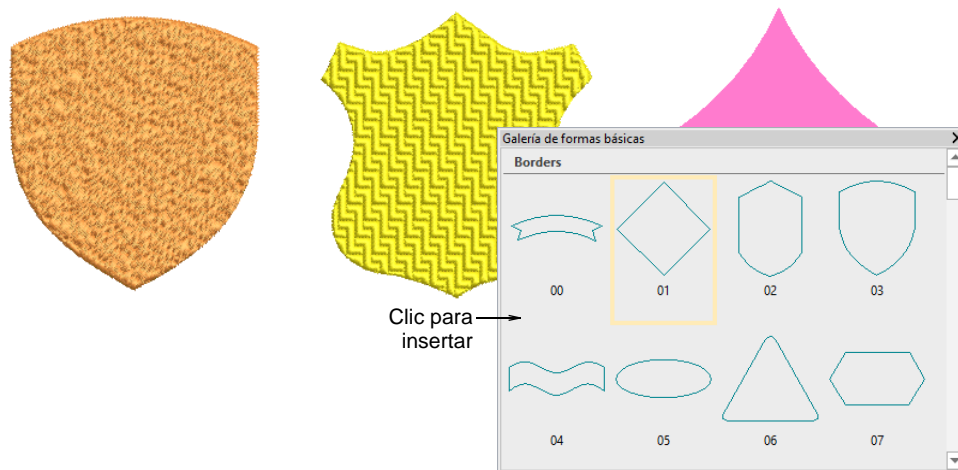 Galería de formas básicas
Borders
00 01 02 03
Clic para
insertar
04 05 06 07